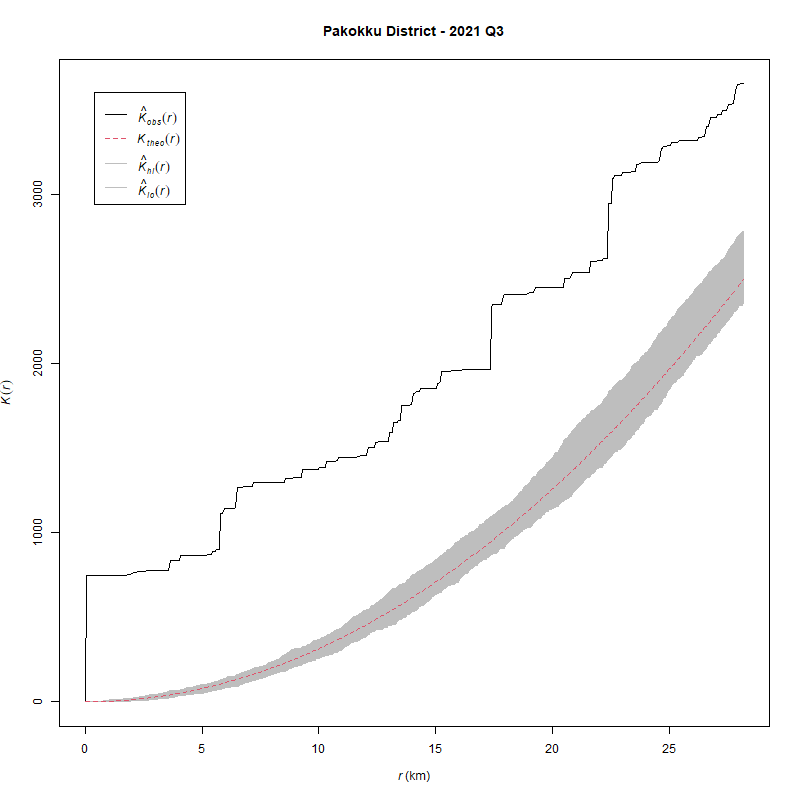 Pakokku District - 2021 Q3
K̂obs(r)
Ktheo(r)
K̂hi(r)
K̂lo(r)
K(r)
3000
2000
1000
0
0 5 10 15 20 25
r (km)